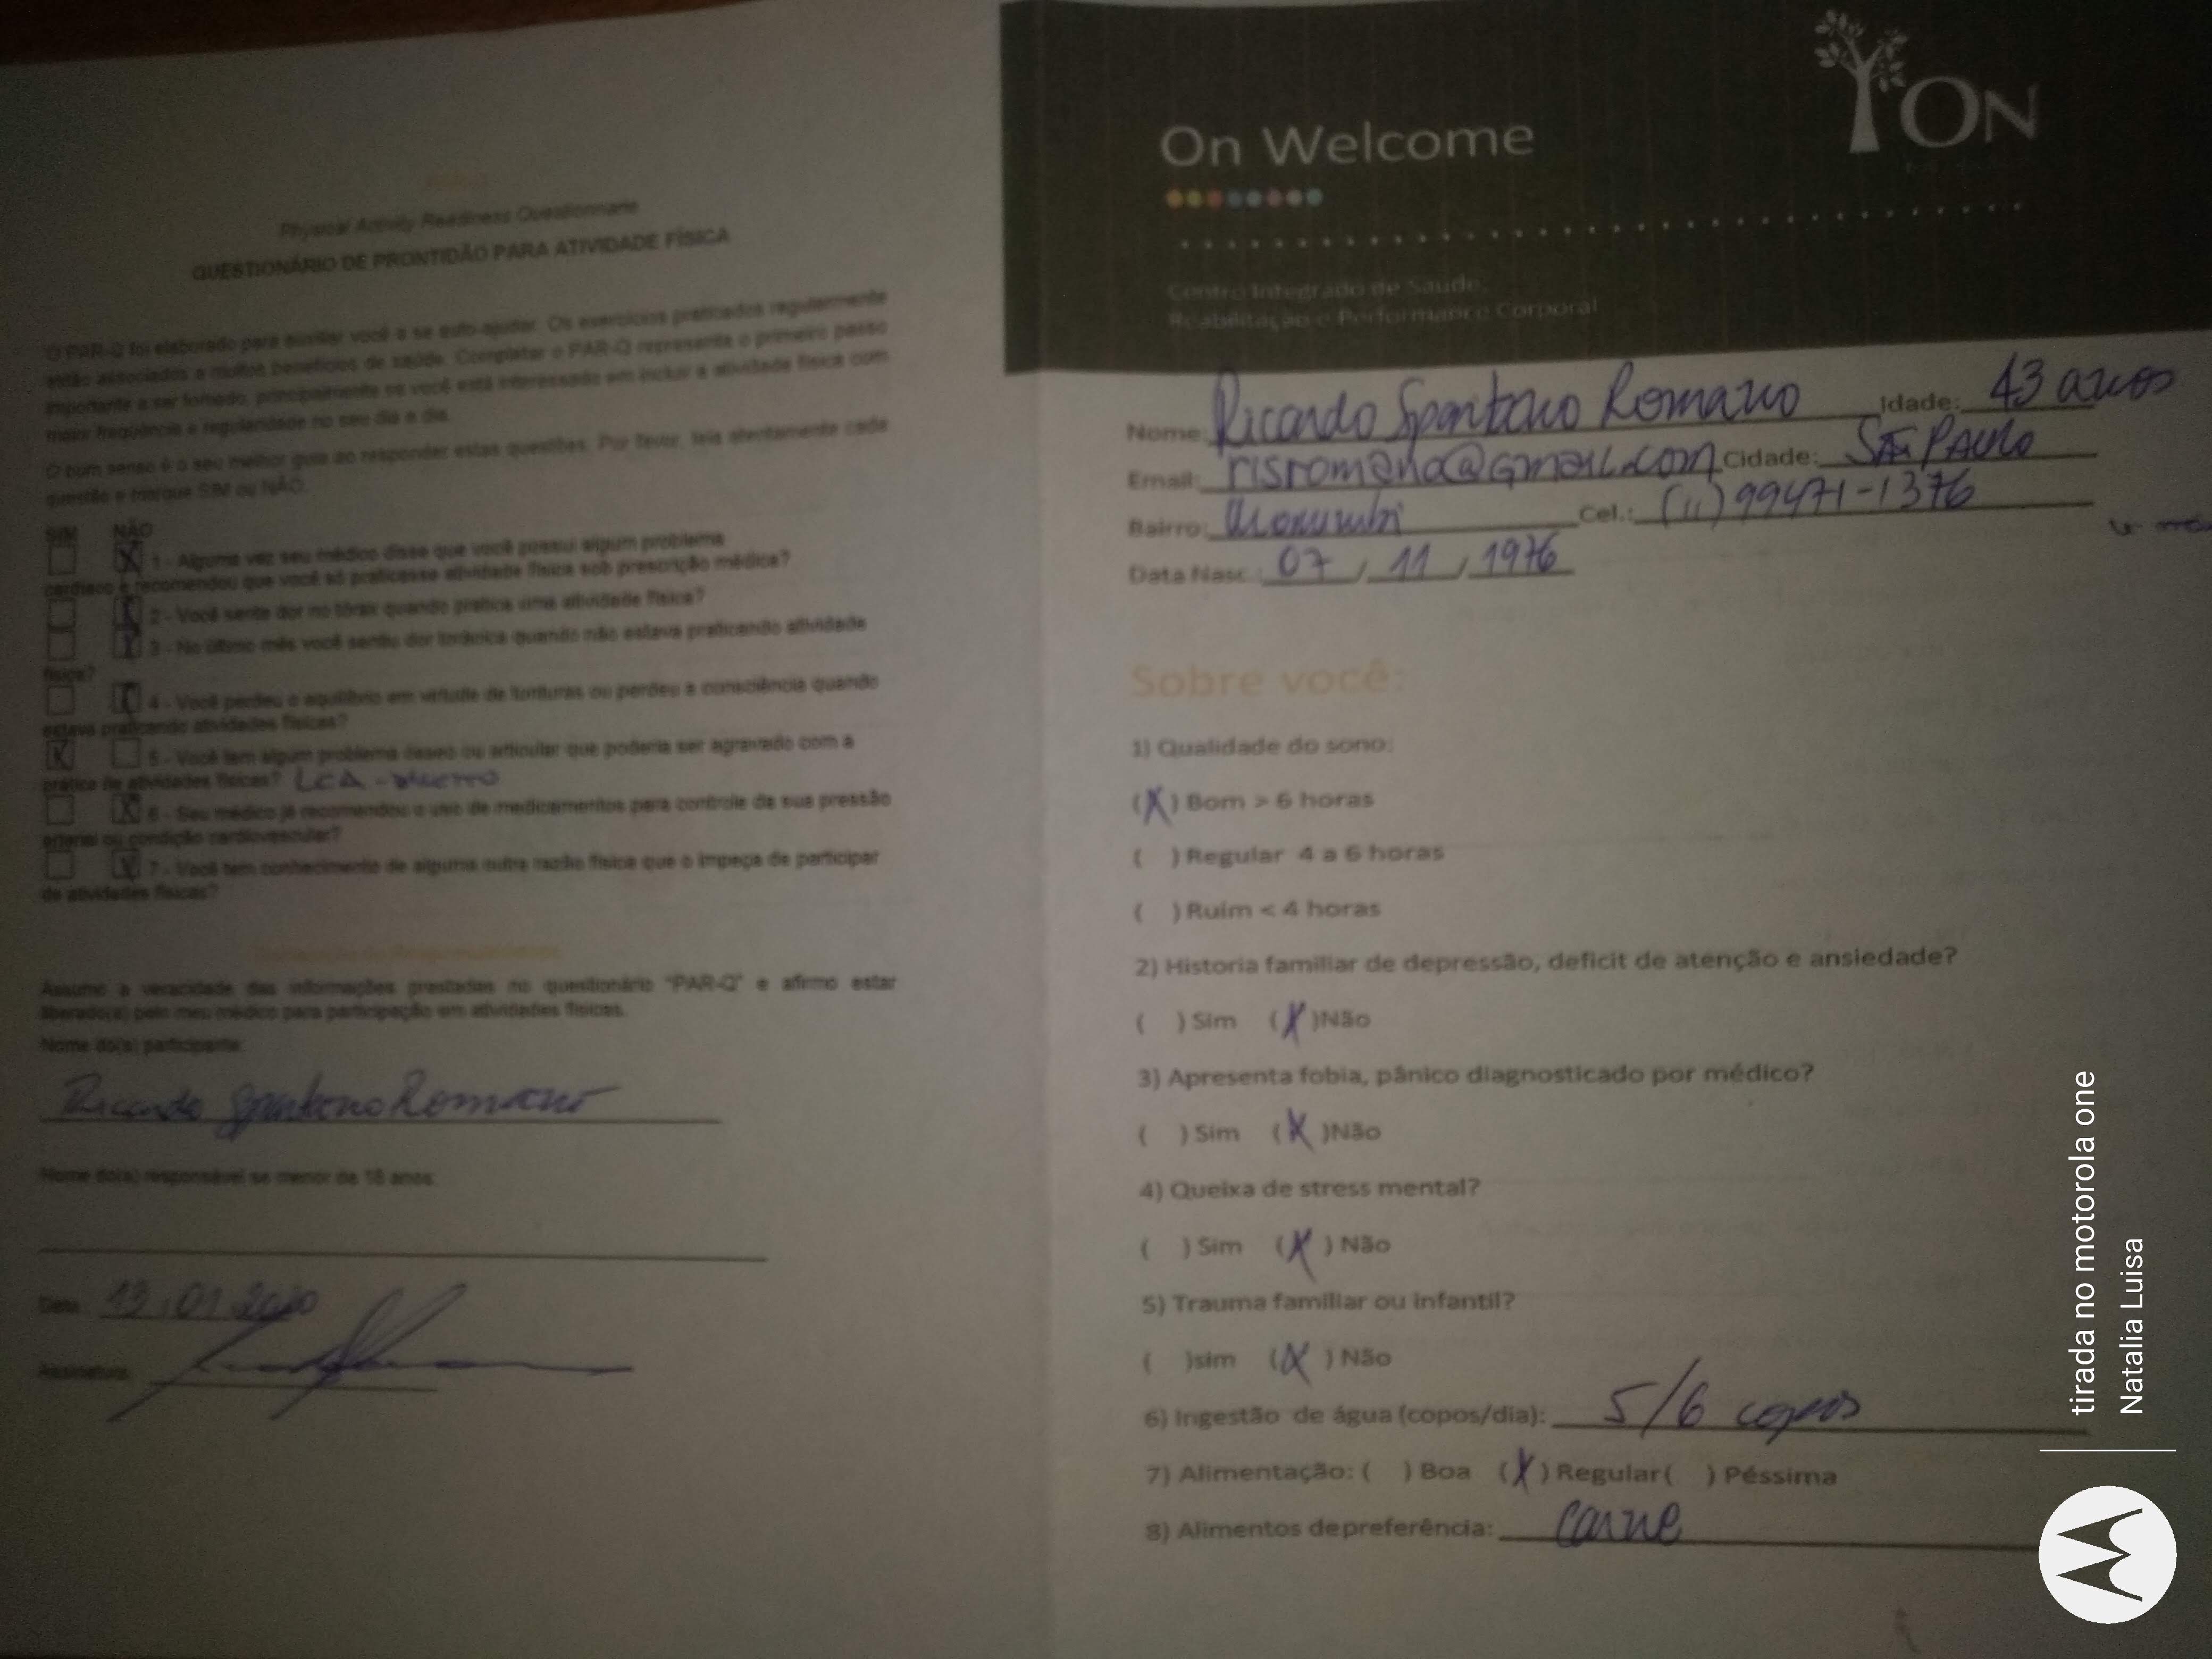 Physical Activity Readiness Questionnaire
QUESTIONÁRIO DE PRONTIDÃO PARA ATIVIDADE FÍSICA
O PAR-Q foi elaborado para auxiliar você a se auto-ajudar. Os exercícios praticados regularmente
estão associados a muitos benefícios de saúde. Completar o PAR-Q representa o primeiro passo
importante a ser tomado, principalmente se você está interessado em incluir a atividade física com
maior frequência e regularidade no seu dia a dia.
O bom senso é o seu melhor guia ao responder estas questões. Por favor, leia atentamente cada
questão e marque SIM ou NÃO.
SIM NÃO
X 1 - Alguma vez seu médico disse que você possui algum problema
cardíaco e recomendou que você só praticasse atividade física sob prescrição médica?
X 2 - Você sente dor no tórax quando pratica uma atividade física?
X 3 - No último mês você sentiu dor torácica quando não estava praticando atividade
física?
X 4 - Você perdeu o equilíbrio em virtude de tonturas ou perdeu a consciência quando
estava praticando atividades físicas?
X 5 - Você tem algum problema ósseo ou articular que poderia ser agravado com a
prática de atividades físicas? LCA -
X 6 - Seu médico já recomendou o uso de medicamentos para controle da sua pressão
arterial ou condição cardiovascular?
X 7 - Você tem conhecimento de alguma outra razão física que o impeça de participar
de atividades físicas?
Assumo a veracidade das informações prestadas no questionário "PAR-Q" e afirmo estar
liberado(a) pelo meu médico para participação em atividades físicas.
Nome do(a) participante:
Ricardo Santana Romano
Nome do(a) responsável se menor de 18 anos:
Data:
Assinatura:
On Welcome
ON
Centro Integrado de Saúde,
Reabilitação e Performance Corporal
Nome: Ricardo Santana Romano Idade: 43 anos
Email: risromano@gmail.com Cidade: São Paulo
Bairro: Morumbi Cel.: (11) 99471-1376
Data Nasc.: 07 / 11 / 1976
Sobre você:
1) Qualidade do sono:
(X) Bom > 6 horas
( ) Regular 4 a 6 horas
( ) Ruim < 4 horas
2) Historia familiar de depressão, deficit de atenção e ansiedade?
( ) Sim (X)Não
3) Apresenta fobia, pânico diagnosticado por médico?
( ) Sim (X)Não
4) Queixa de stress mental?
( ) Sim (X) Não
5) Trauma familiar ou infantil?
( )sim (X) Não
6) Ingestão de água (copos/dia): 5/6 copos
7) Alimentação: ( ) Boa (X) Regular( ) Péssima
8) Alimentos de preferência: Carne
tirada no motorola one
Natalia Luisa